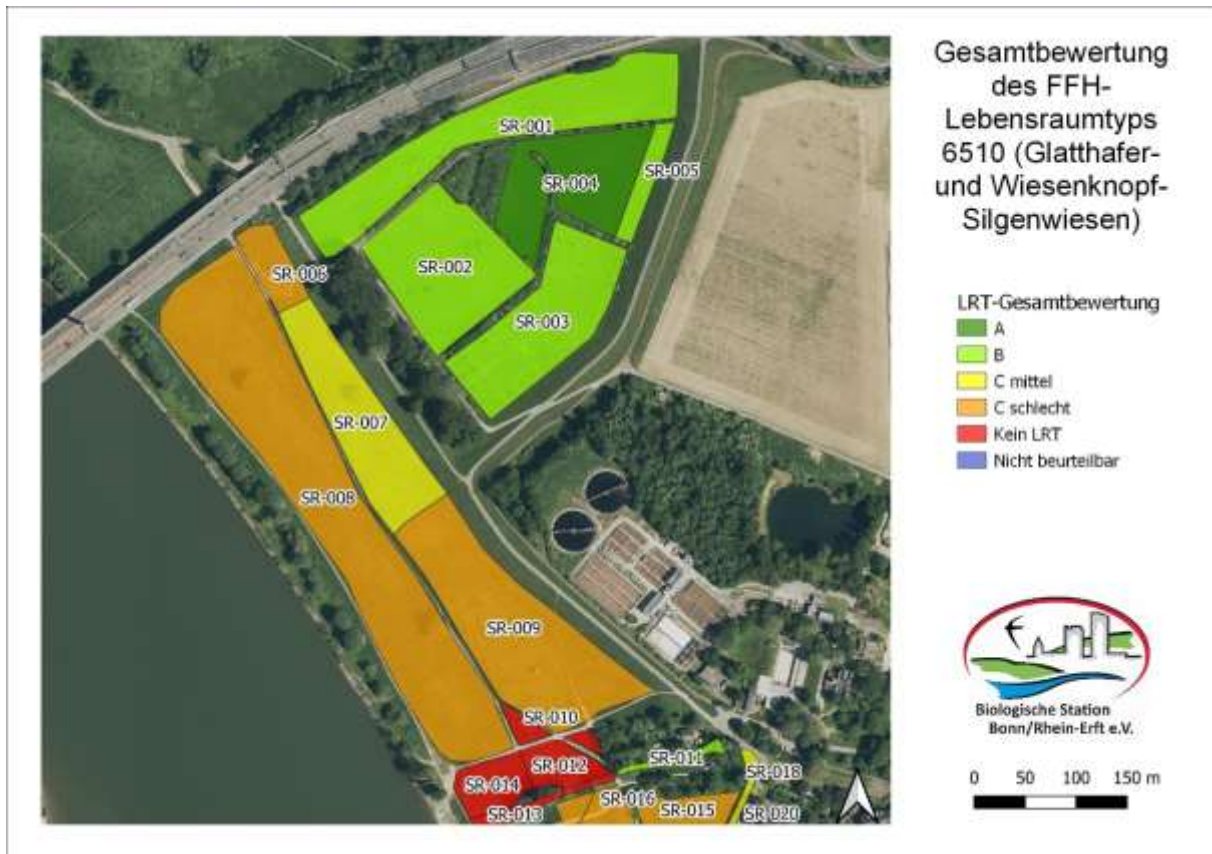 Gesamtbewertung
des FFH-
Lebensraumtyps
6510 (Glatthafer-
und Wiesenknopf-
Silgenwiesen)
LRT-Gesamtbewertung
A
B
C mittel
C schlecht
Kein LRT
Nicht beurteilbar
Biologische Station
Bonn/Rhein-Erft e.V.
0 50 100 150 m
SR-001
SR-004
SR-005
SR-002
SR-006
SR-003
SR-007
SR-008
SR-009
SR-010
SR-011
SR-012
SR-018
SR-014
SR-016
SR-013
SR-015
SR-020